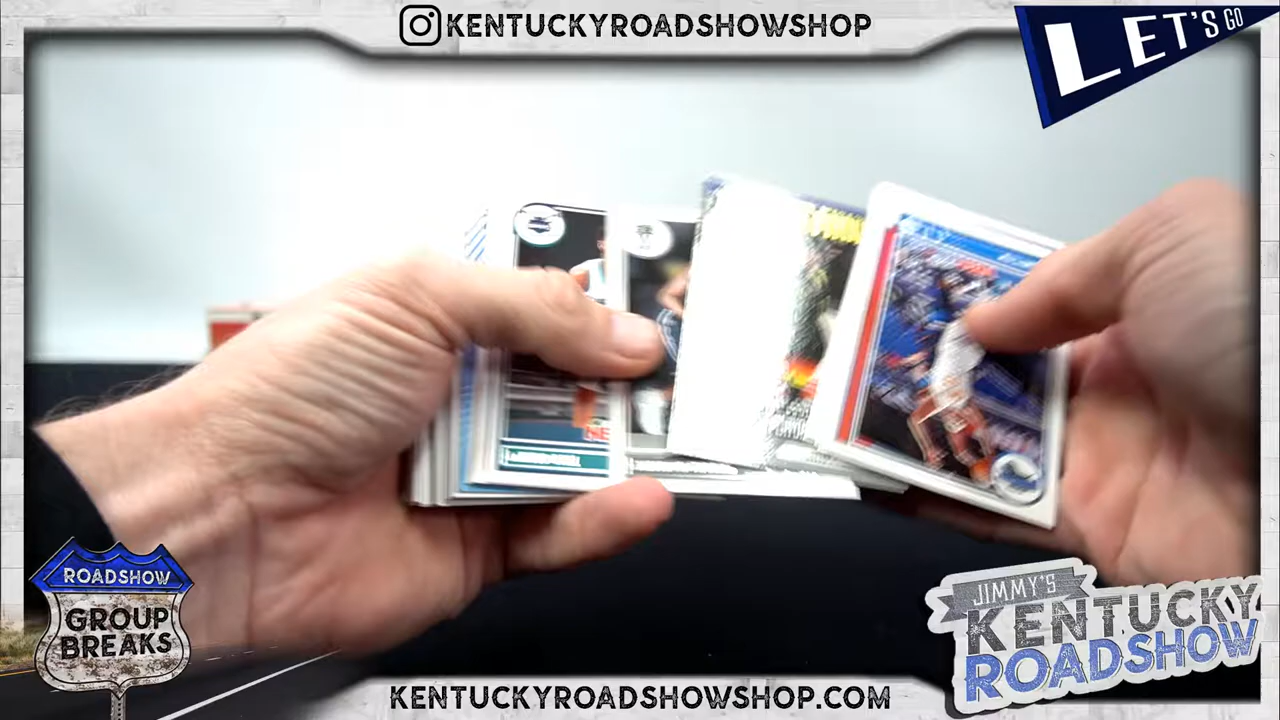 KENTUCKYROADSHOWSHOP
LET'S GO
ROADSHOW
GROUP
BREAKS
JIMMY'S
KENTUCKY
ROADSHOW
KENTUCKYROADSHOWSHOP.COM